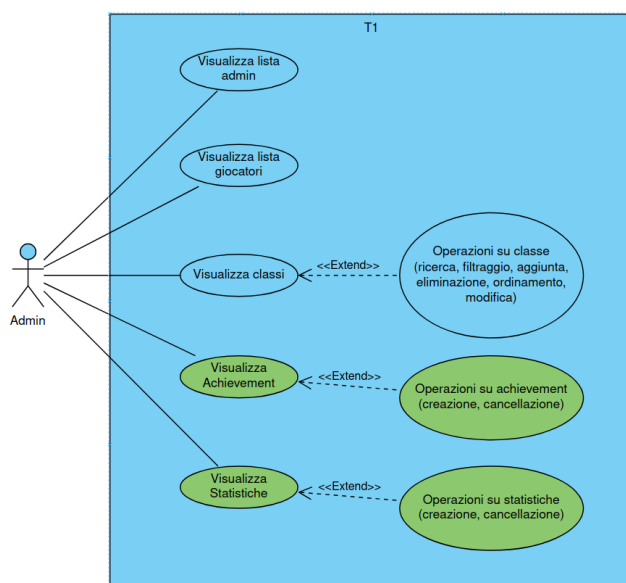 T1
Visualizza lista
admin
Visualizza lista
giocatori
Visualizza classi
<<Extend>>
Operazioni su classe
(ricerca, filtraggio, aggiunta,
eliminazione, ordinamento,
modifica)
Admin
Visualizza
Achievement
<<Extend>>
Operazioni su achievement
(creazione, cancellazione)
Visualizza
Statistiche
<<Extend>>
Operazioni su statistiche
(creazione, cancellazione)